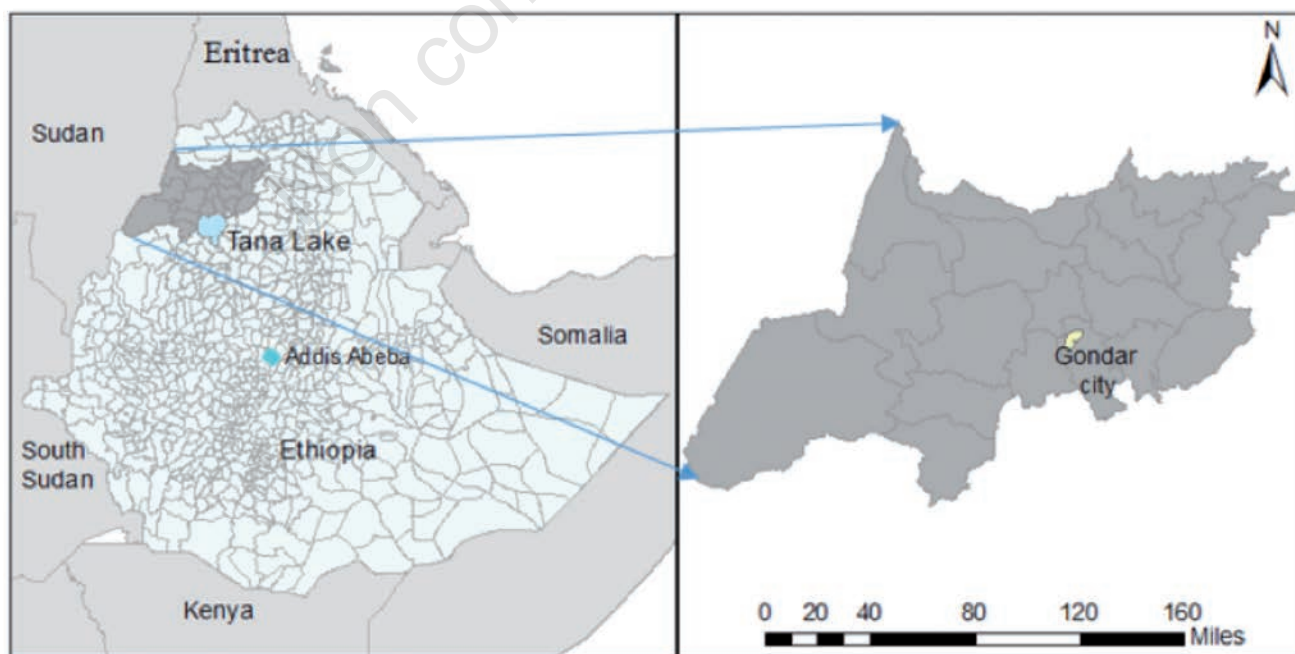 Eritrea
Sudan
Tana Lake
Somalia
Addis Abeba
Ethiopia
South
Sudan
Kenya
N
Gondar
city
0 20 40 80 120 160
Miles